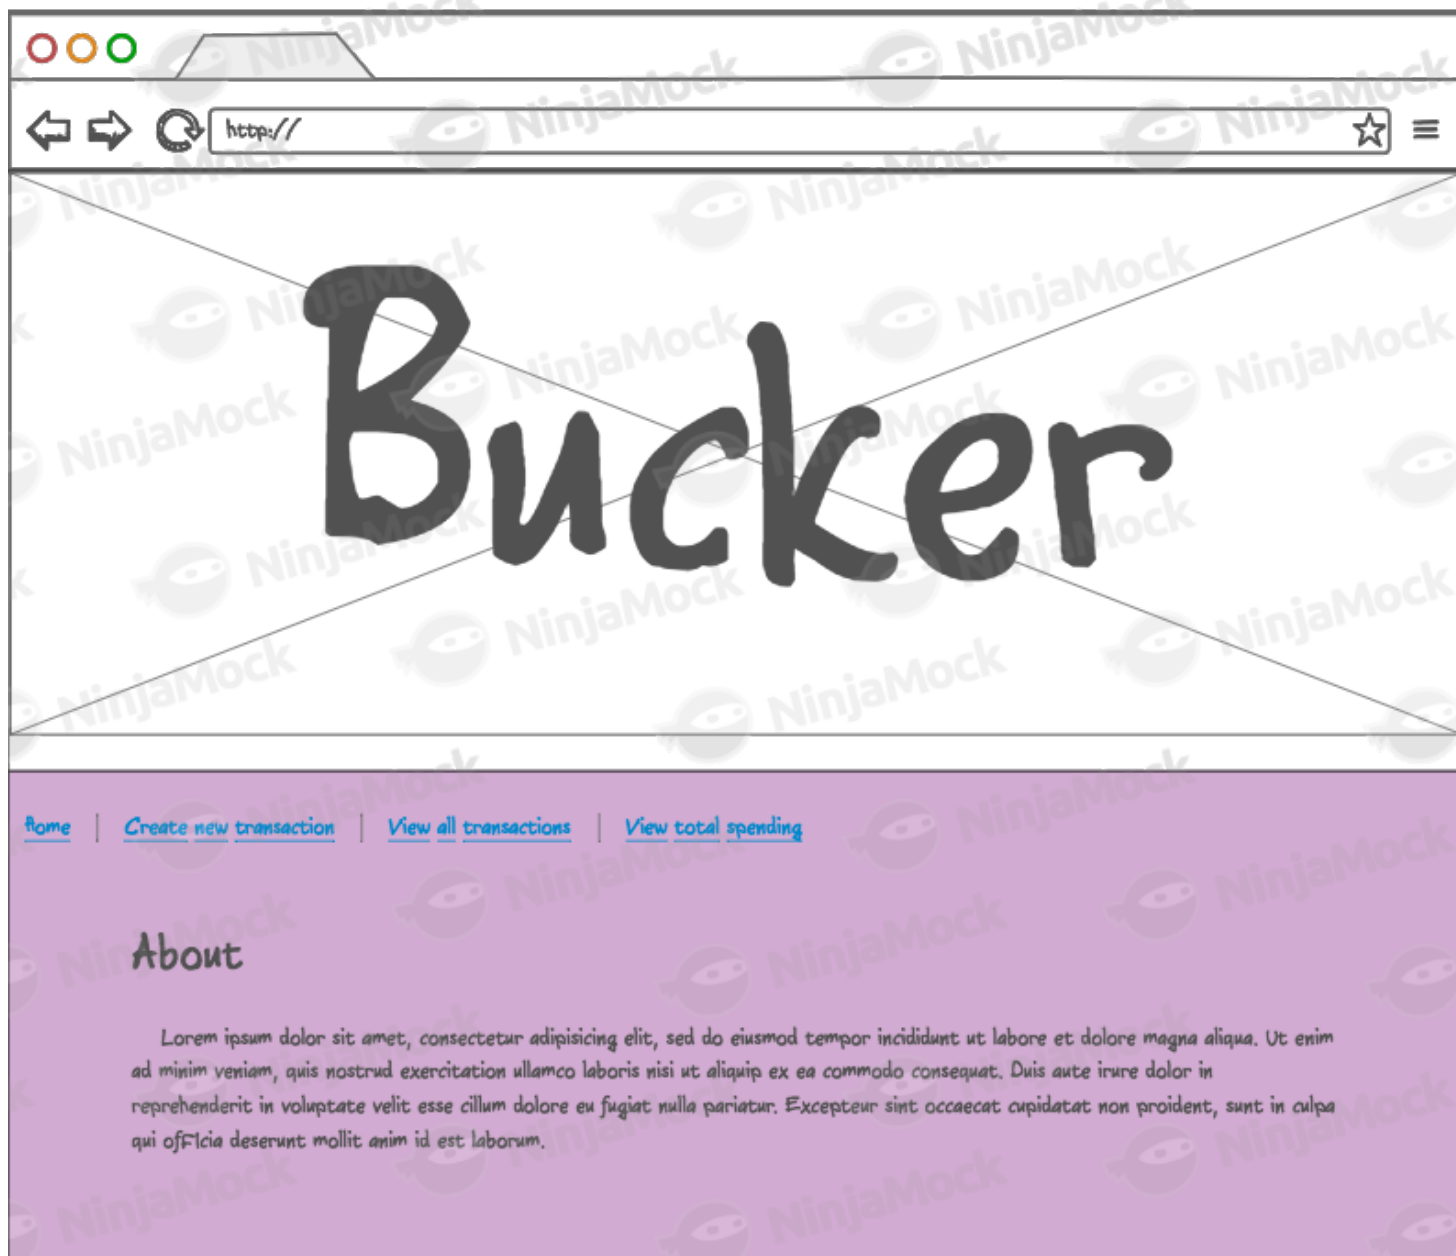 http://
Bucker
Home | Create new transaction | View all transactions | View total spending
About
Lorem ipsum dolor sit amet, consectetur adipisicing elit, sed do eiusmod tempor incididunt ut labore et dolore magna aliqua. Ut enim
ad minim veniam, quis nostrud exercitation ullamco laboris nisi ut aliquip ex ea commodo consequat. Duis aute irure dolor in
reprehenderit in voluptate velit esse cillum dolore eu fugiat nulla pariatur. Excepteur sint occaecat cupidatat non proident, sunt in culpa
qui officia deserunt mollit anim id est laborum.
NinjaMock